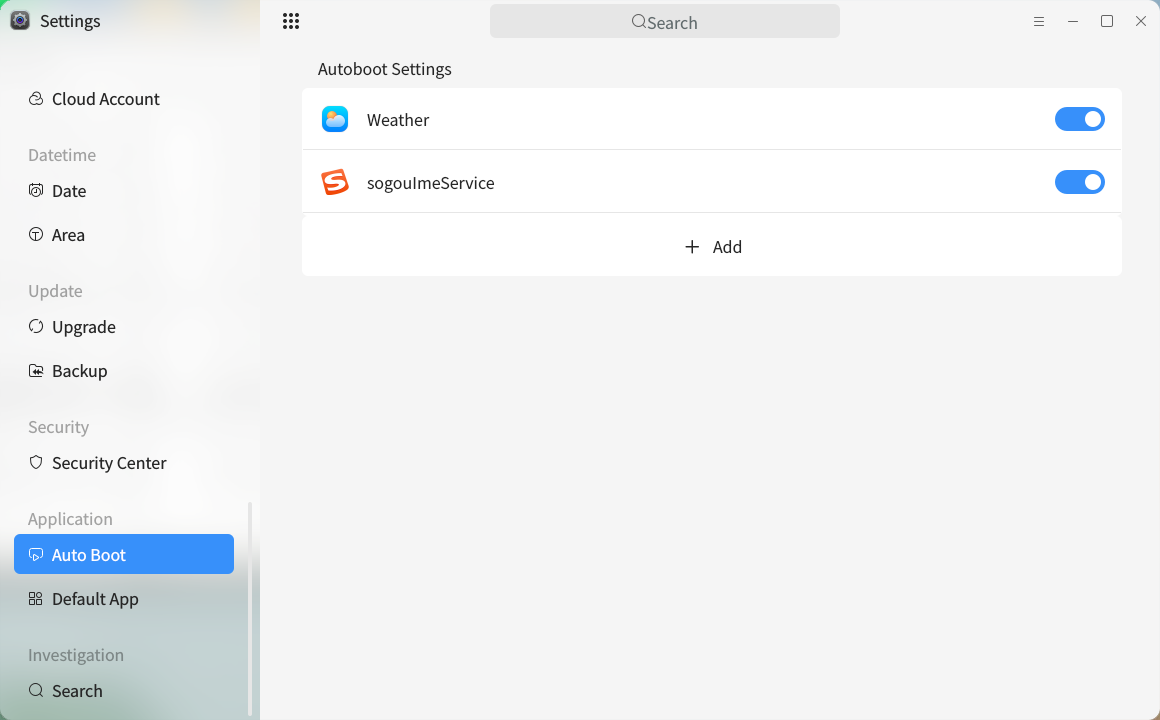 Settings
Search
Cloud Account
Datetime
Date
Area
Update
Upgrade
Backup
Security
Security Center
Application
Auto Boot
Default App
Investigation
Search
Autoboot Settings
Weather
sogouImeService
Add